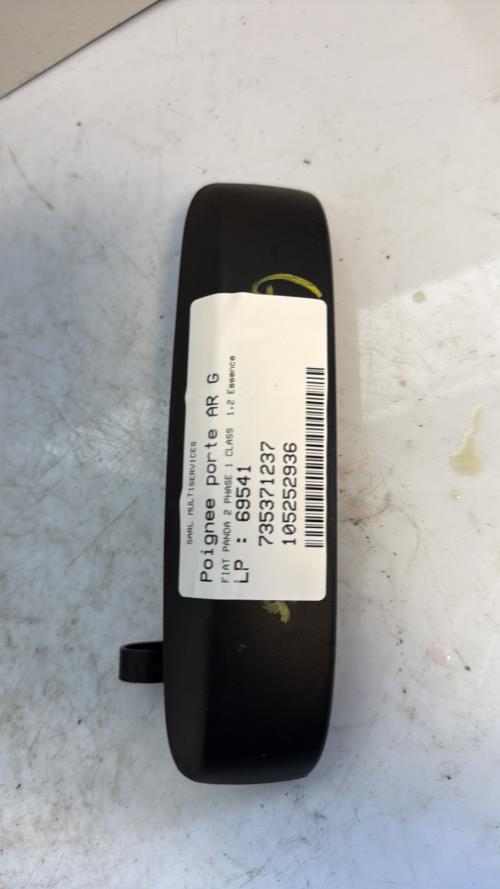 SARL MULTISERVICES
Poignee porte AR G
FIAT PANDA 2 PHASE 1 CLASS 1.2 Essence
LP : 69541
735371237
105252936